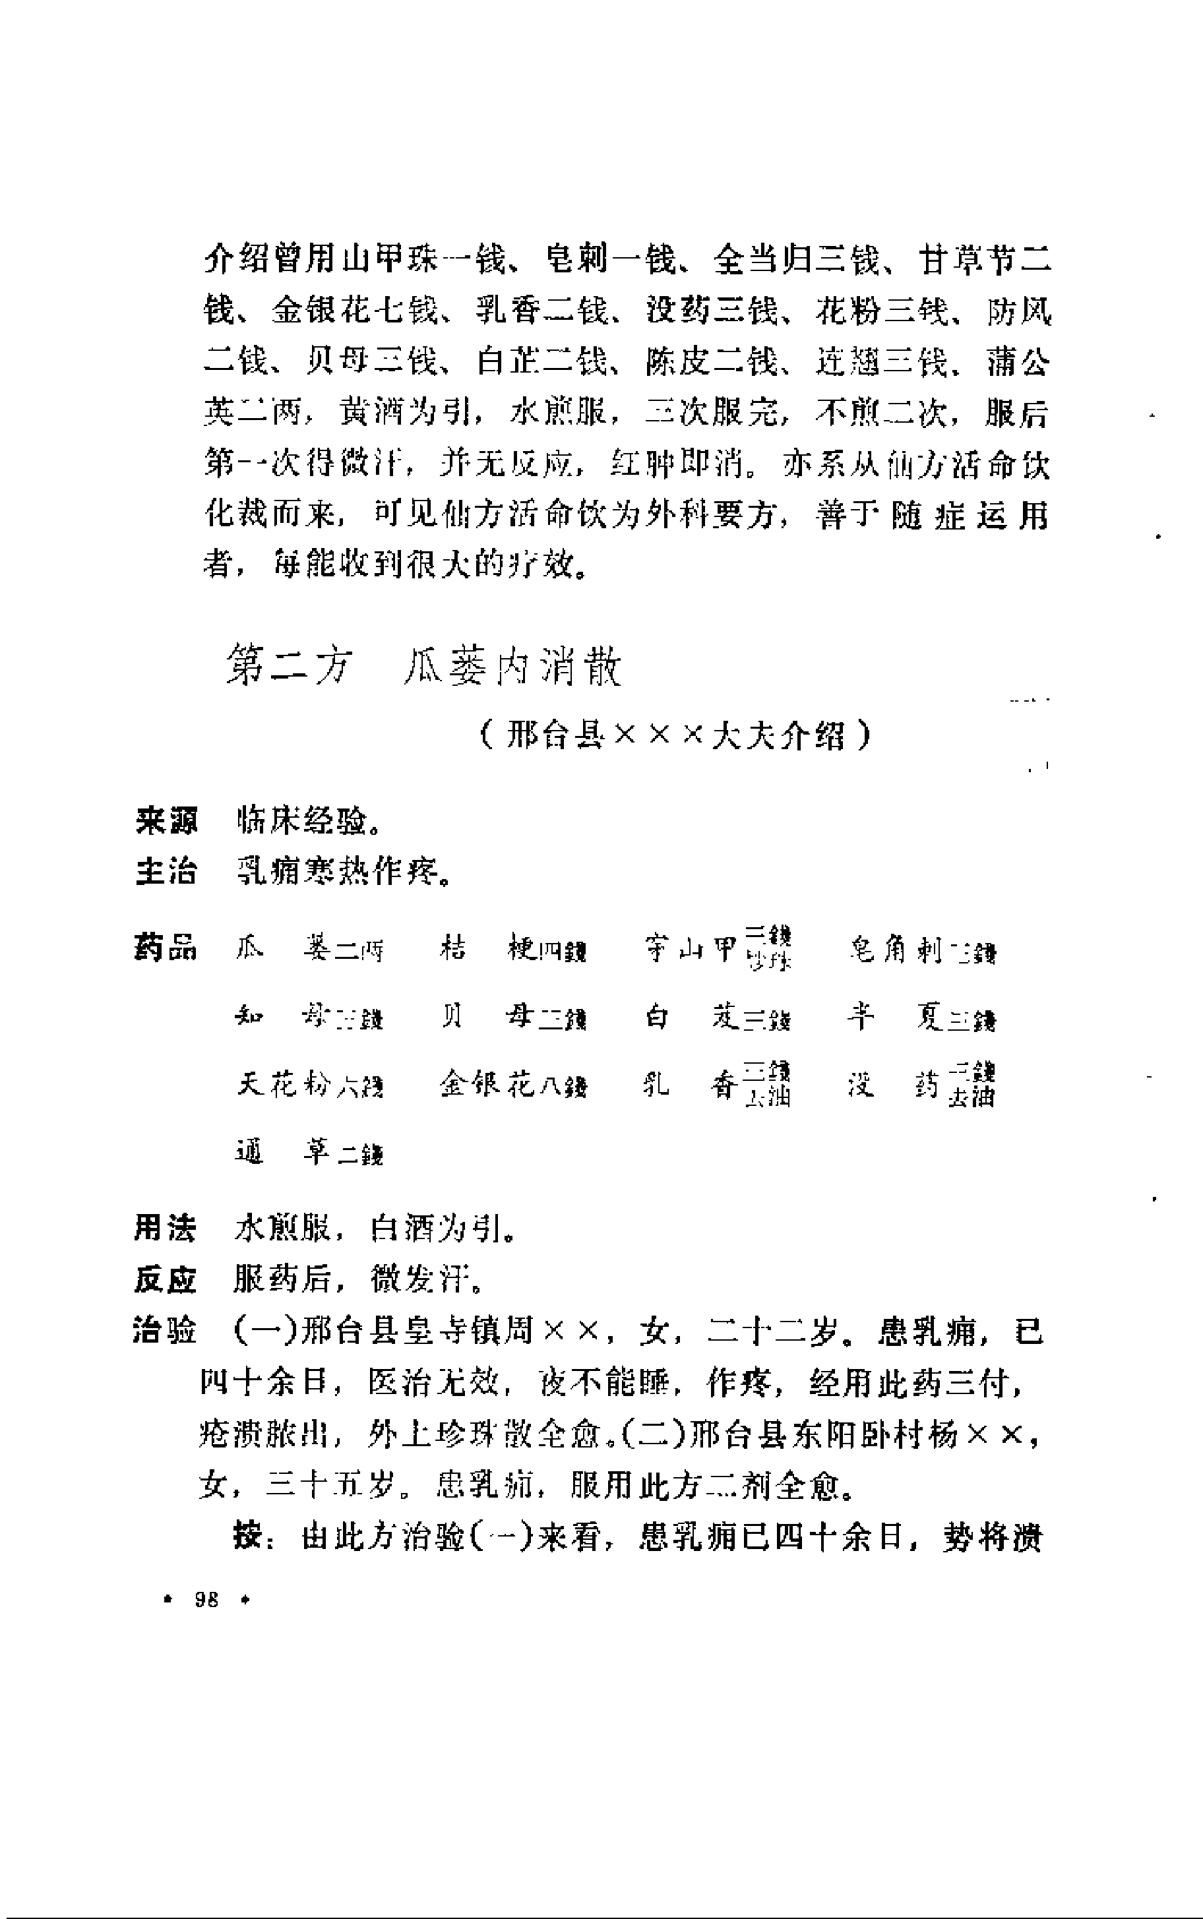 介绍曾用山甲珠一钱、皂刺一钱、全当归三钱、甘草节二
钱、金银花七钱、乳香二钱、没药三钱、花粉三钱、防风
二钱、贝母三钱、白芷二钱、陈皮二钱、连翘三钱、蒲公
英二两，黄酒为引，水煎服，三次服完，不煎二次，服后
第一次得微汗，并无反应，红肿即消。亦系从仙方活命饮
化裁而来，可见仙方活命饮为外科要方，善于随症运用
者，每能收到很大的疗效。
第二方 瓜蒌内消散
（邢台县×××大夫介绍）
来源 临床经验。
主治 乳痈寒热作疼。
药品 瓜 蒌二两 桔 梗四錢 穿山甲三錢炒珠 皂角刺三錢
知 母三錢 贝 母三錢 白 芨三錢 半 夏三錢
天花粉六錢 金银花八錢 乳 香三錢去油 没 药三錢去油
通 草二錢
用法 水煎服，白酒为引。
反应 服药后，微发汗。
治验 (一)邢台县皇寺镇周××，女，二十二岁。患乳痈，已
四十余日，医治无效，夜不能睡，作疼，经用此药三付，
疮溃脓出，外上珍珠散全愈。(二)邢台县东阳卧村杨××，
女，三十五岁。患乳痈，服用此方二剂全愈。
按：由此方治验(一)来看，患乳痈已四十余日，势将溃
• 98 •